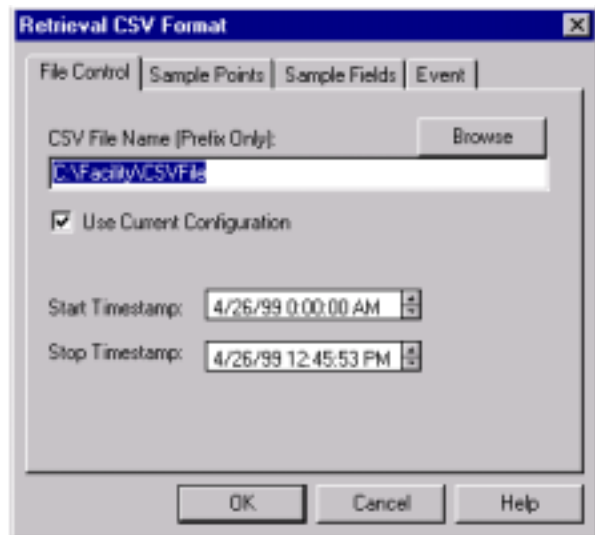 Retrieval CSV Format
File Control Sample Points Sample Fields Event
CSV File Name (Prefix Only): Browse
C:\Facility\CSVFile
Use Current Configuration
Start Timestamp: 4/26/99 0:00:00 AM
Stop Timestamp: 4/26/99 12:45:53 PM
OK Cancel Help